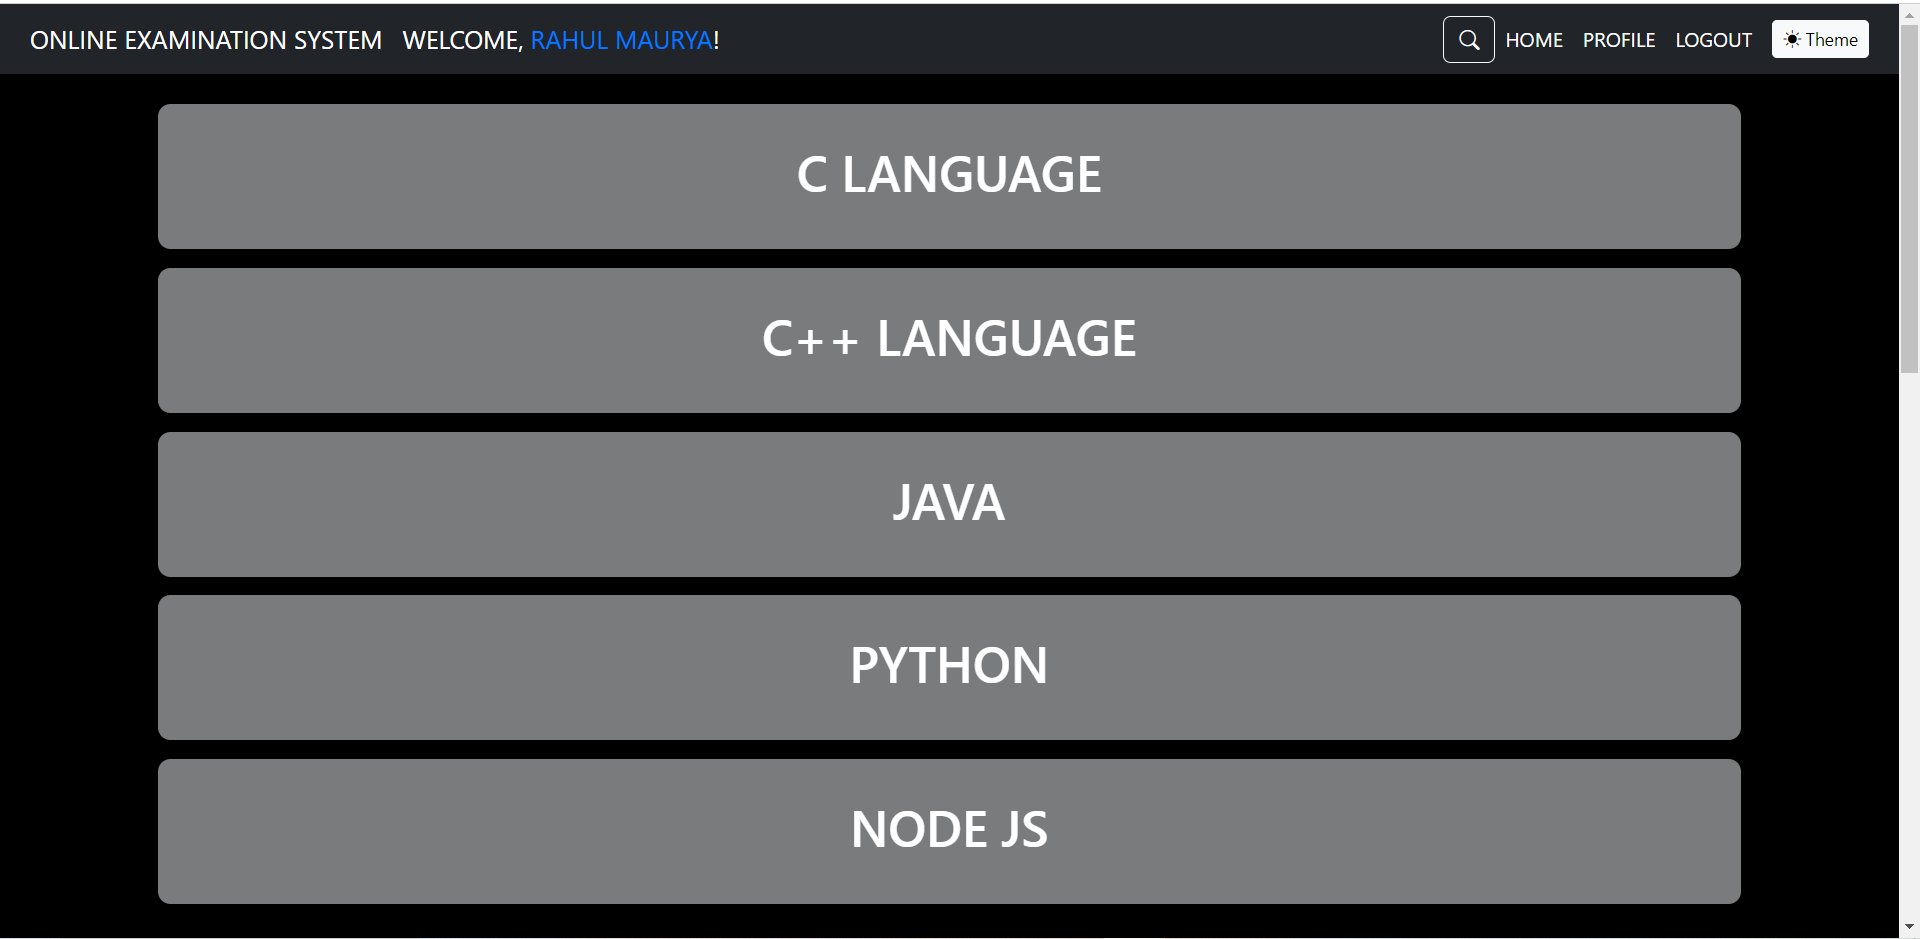 ONLINE EXAMINATION SYSTEM WELCOME, RAHUL MAURYA! HOME PROFILE LOGOUT Theme
C LANGUAGE
C++ LANGUAGE
JAVA
PYTHON
NODE JS